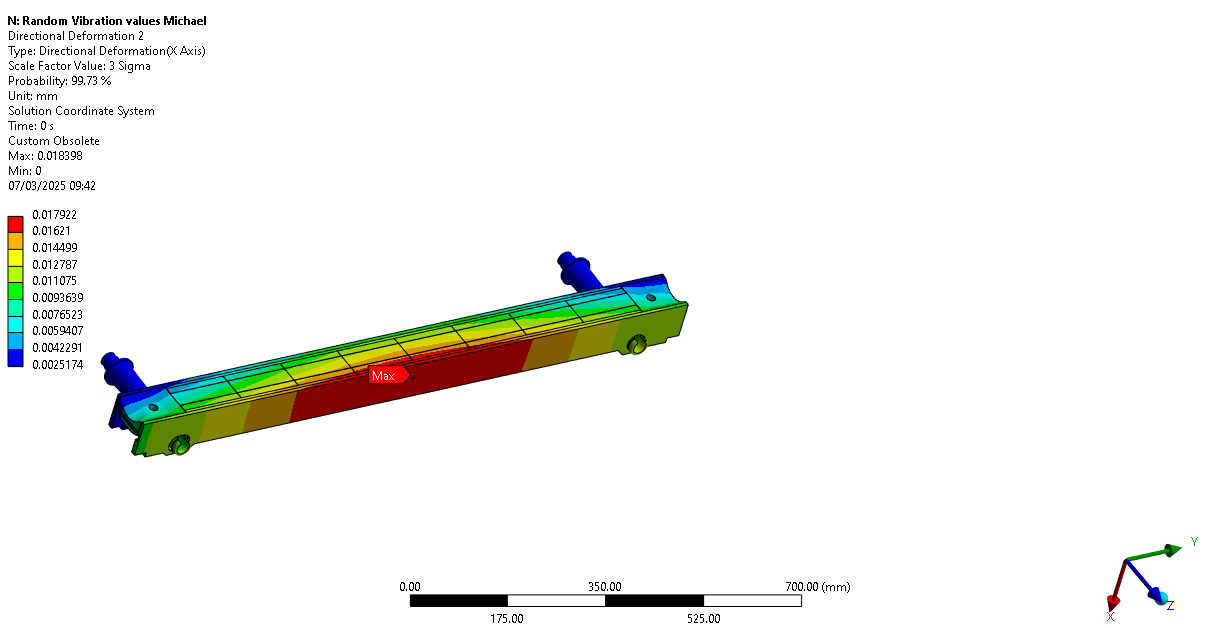 N: Random Vibration values Michael
Directional Deformation 2
Type: Directional Deformation(X Axis)
Scale Factor Value: 3 Sigma
Probability: 99.73 %
Unit: mm
Solution Coordinate System
Time: 0 s
Custom Obsolete
Max: 0.018398
Min: 0
07/03/2025 09:42
0.017922
0.01621
0.014499
0.012787
0.011075
0.0093639
0.0076523
0.0059407
0.0042291
0.0025174
Max
0.00 350.00 700.00 (mm)
175.00 525.00
Y
Z
X